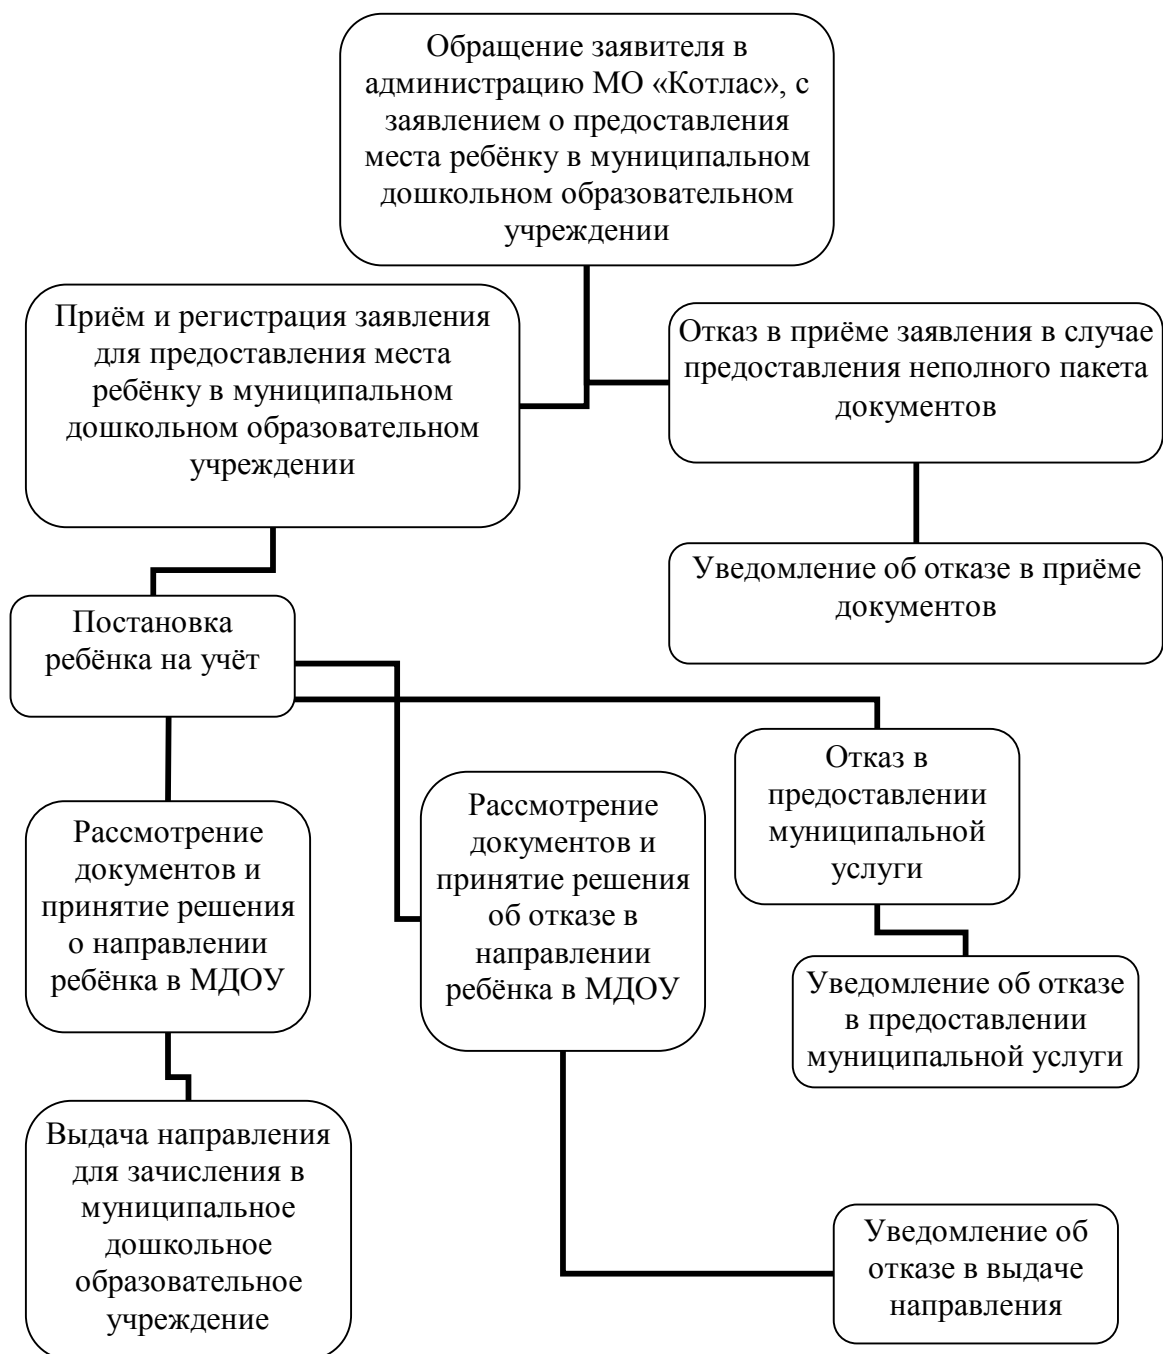 Обращение заявителя в
администрацию МО «Котлас», с
заявлением о предоставления
места ребёнку в муниципальном
дошкольном образовательном
учреждении
Приём и регистрация заявления
для предоставления места
ребёнку в муниципальном
дошкольном образовательном
учреждении
Отказ в приёме заявления в случае
предоставления неполного пакета
документов
Уведомление об отказе в приёме
документов
Постановка
ребёнка на учёт
Отказ в
предоставлении
муниципальной
услуги
Рассмотрение
документов и
принятие решения
о направлении
ребёнка в МДОУ
Рассмотрение
документов и
принятие решения
об отказе в
направлении
ребёнка в МДОУ
Уведомление об отказе
в предоставлении
муниципальной услуги
Выдача направления
для зачисления в
муниципальное
дошкольное
образовательное
учреждение
Уведомление об
отказе в выдаче
направления